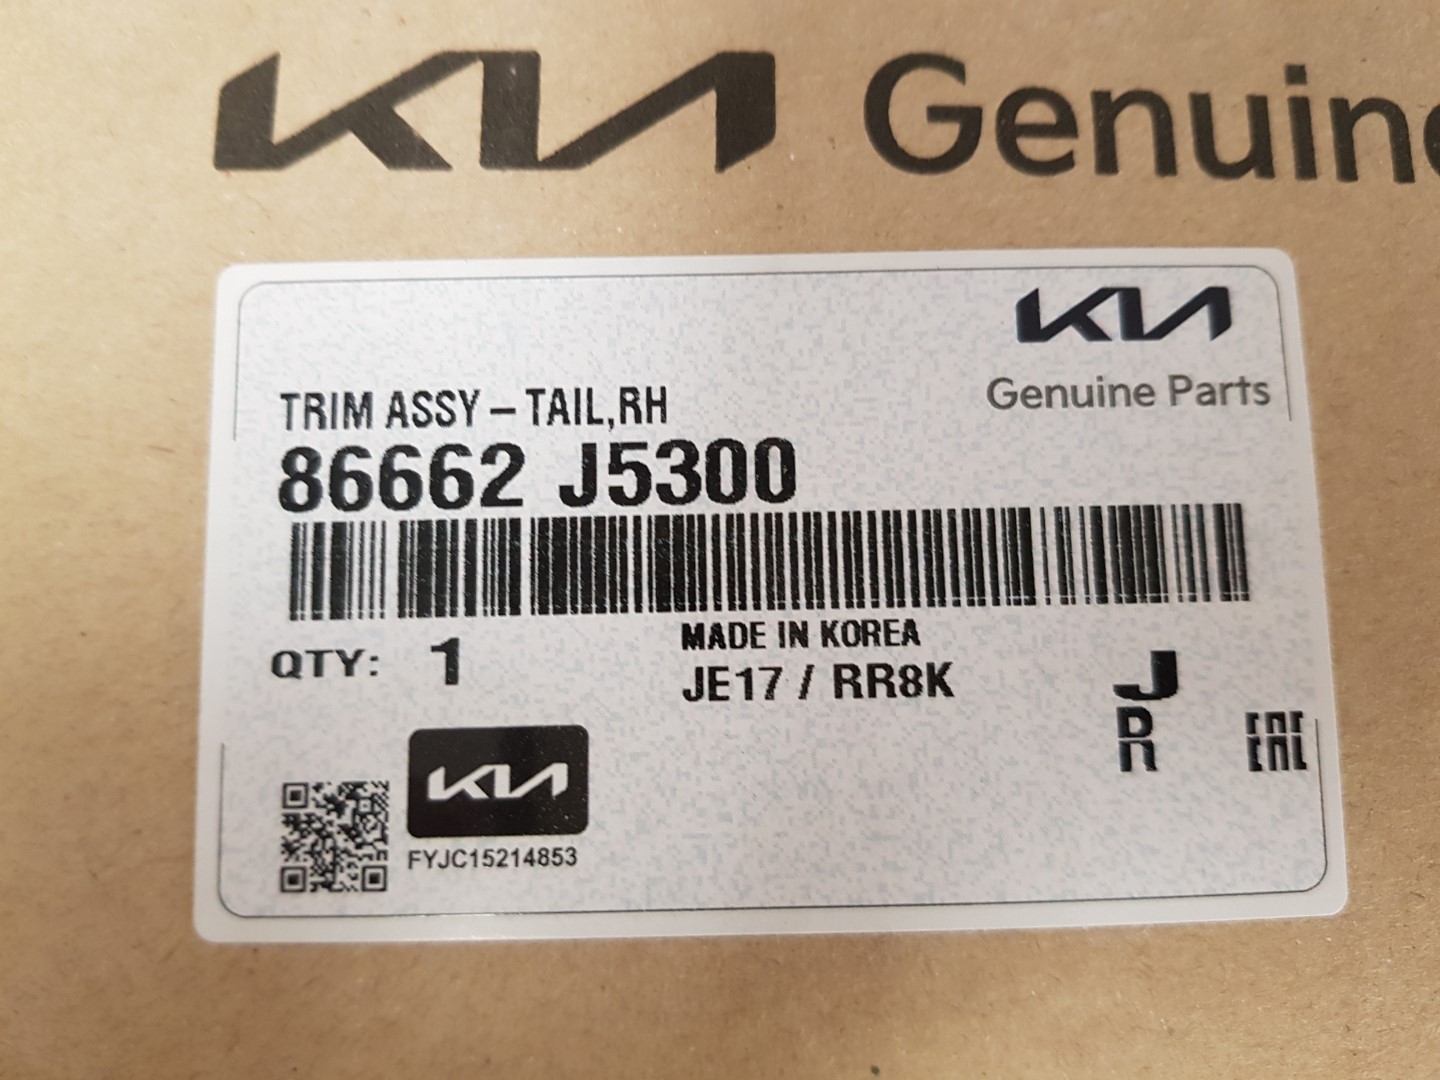 KIA Genuine
KIA
Genuine Parts
TRIM ASSY – TAIL,RH
86662 J5300
MADE IN KOREA
QTY: 1
JE17 / RR8K
J
R
EAC
KIA
FYJC15214853